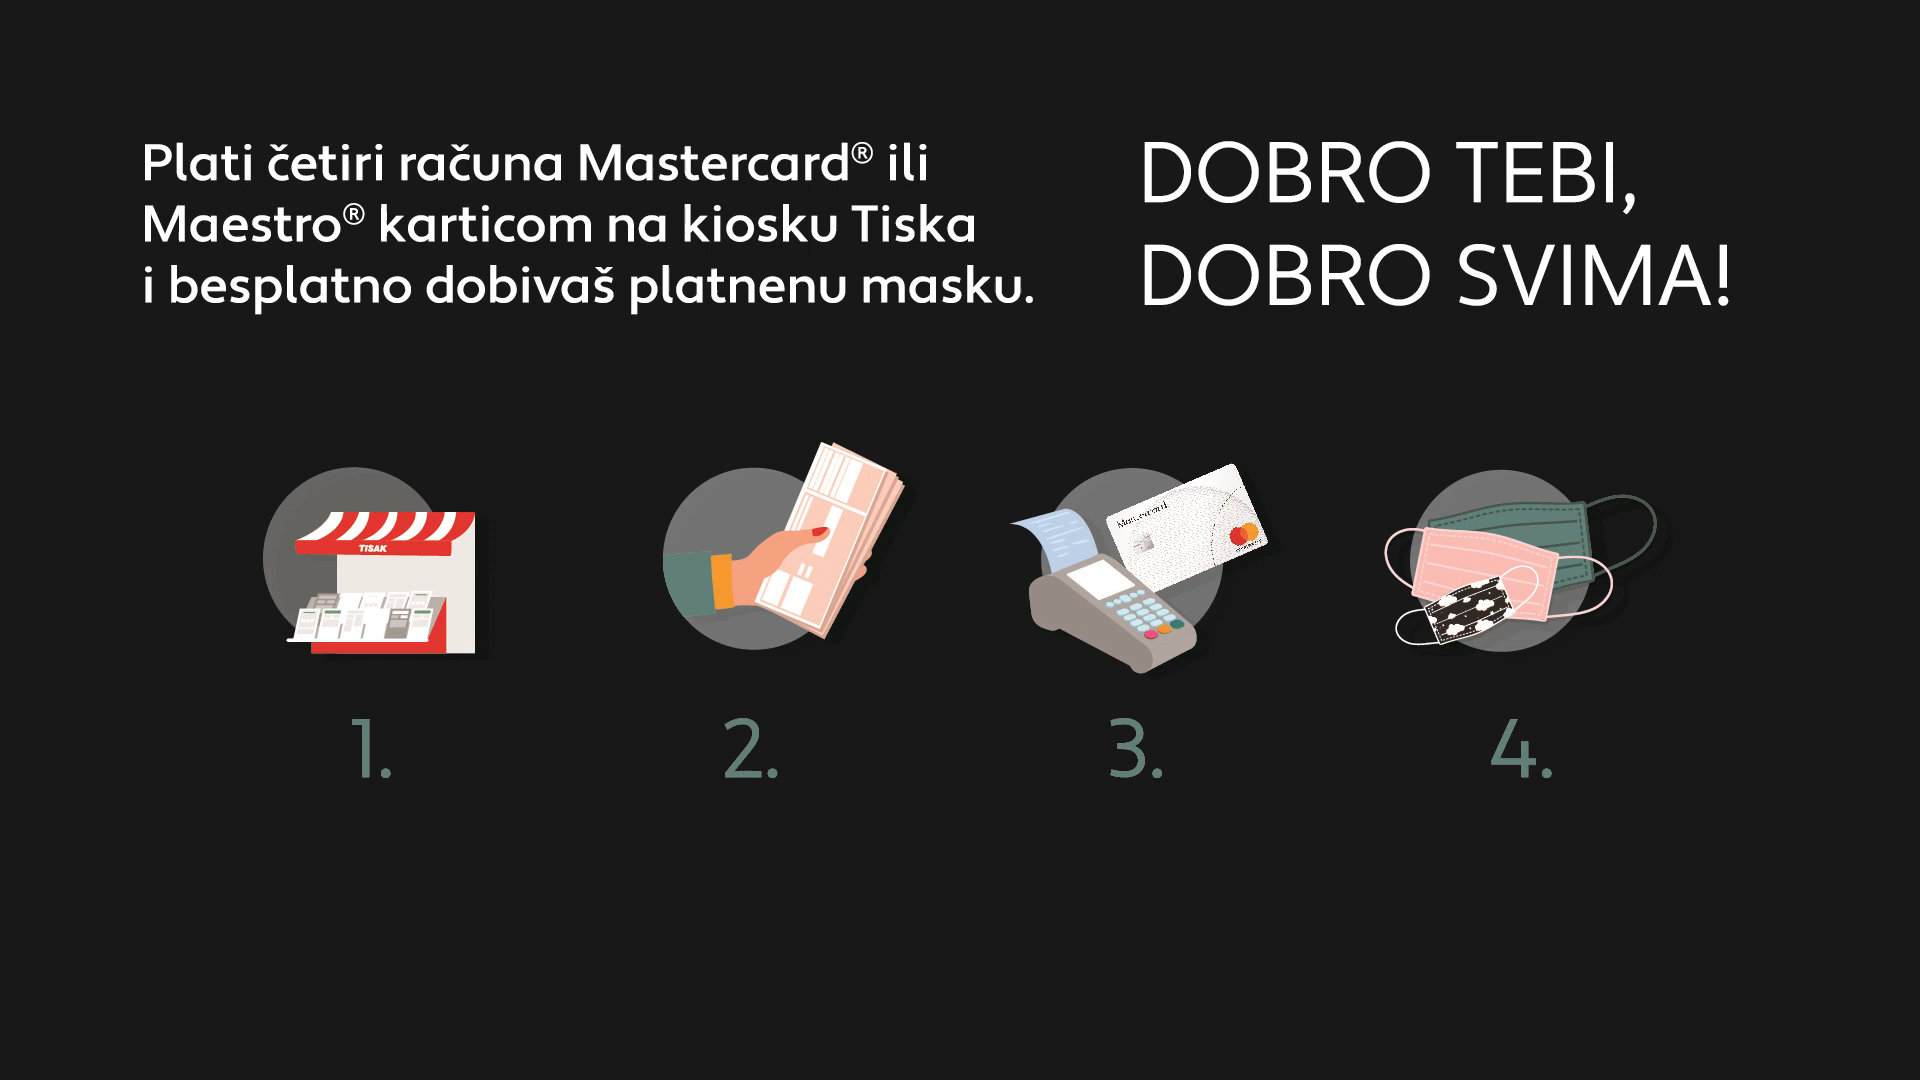 Plati četiri računa Mastercard® ili
Maestro® karticom na kiosku Tiska
i besplatno dobivaš platnenu masku.
DOBRO TEBI,
DOBRO SVIMA!
TISAK
Mastercard
1.
2.
3.
4.